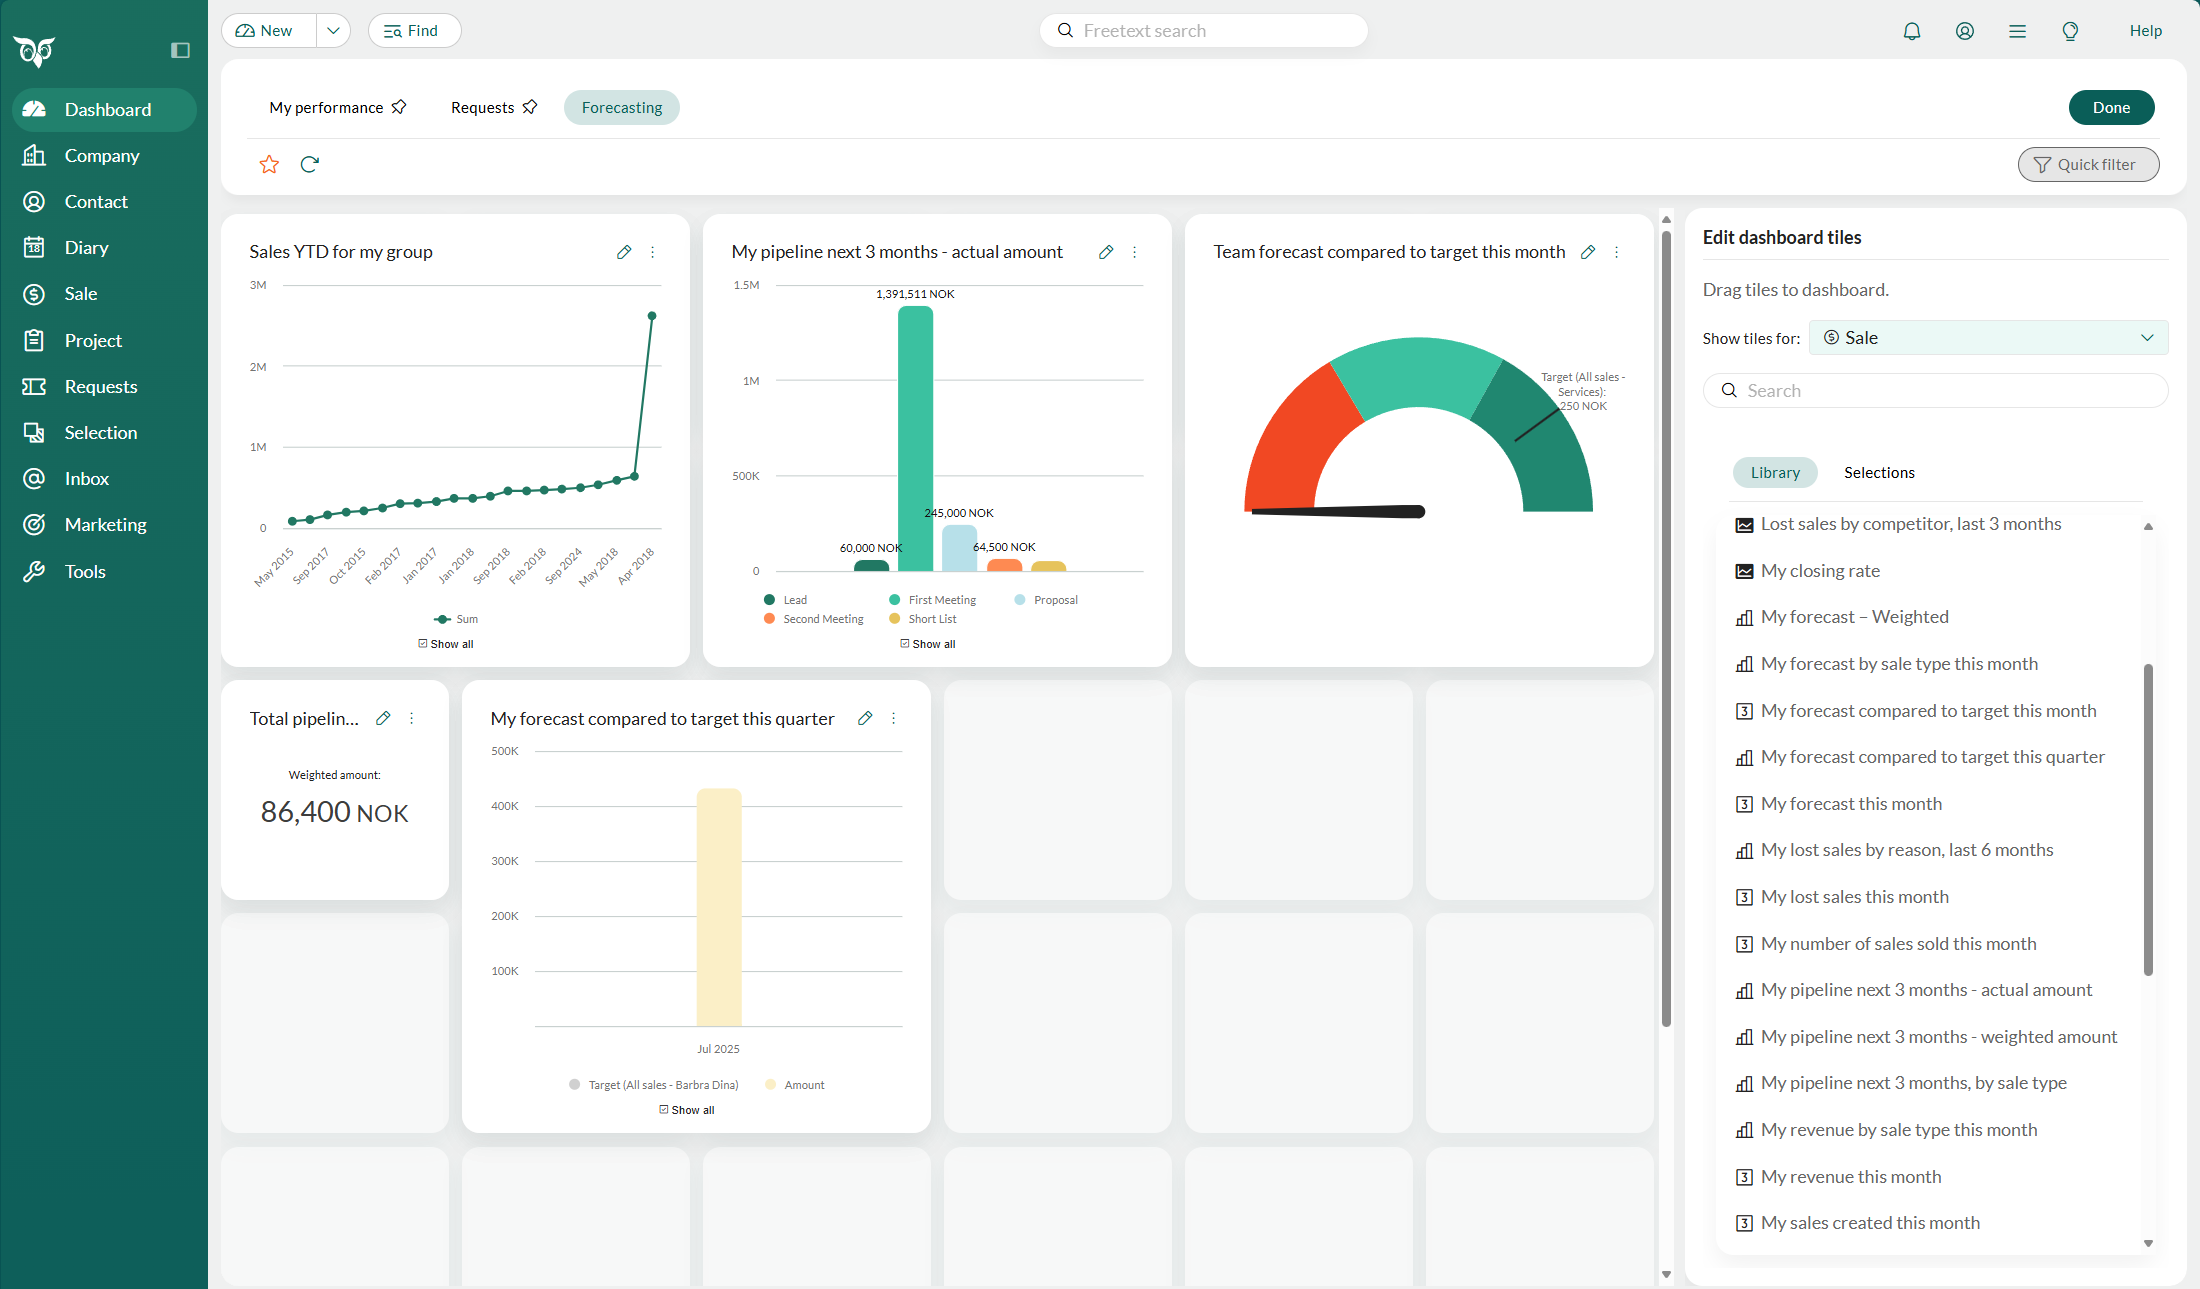 New
Find
Freetext search
Help
Dashboard
Company
Contact
18
Diary
Sale
Project
Requests
Selection
Inbox
Marketing
Tools
My performance
Requests
Forecasting
Done
Quick filter
Sales YTD for my group
3M
2M
1M
0
May 2015
Sep 2017
Oct 2015
Feb 2017
Jan 2017
Jan 2018
Sep 2018
Feb 2018
Sep 2024
May 2018
Apr 2018
Sum
Show all
My pipeline next 3 months - actual amount
1.5M
1M
500K
0
1,391,511 NOK
245,000 NOK
60,000 NOK
64,500 NOK
Lead
First Meeting
Proposal
Second Meeting
Short List
Show all
Team forecast compared to target this month
Target (All sales -
Services):
250 NOK
Total pipelin...
Weighted amount:
86,400 NOK
My forecast compared to target this quarter
500K
400K
300K
200K
100K
Jul 2025
Target (All sales - Barbra Dina)
Amount
Show all
Edit dashboard tiles
Drag tiles to dashboard.
Show tiles for:
Sale
Search
Library
Selections
Lost sales by competitor, last 3 months
My closing rate
My forecast – Weighted
My forecast by sale type this month
3 My forecast compared to target this month
My forecast compared to target this quarter
3 My forecast this month
My lost sales by reason, last 6 months
3 My lost sales this month
3 My number of sales sold this month
My pipeline next 3 months - actual amount
My pipeline next 3 months - weighted amount
My pipeline next 3 months, by sale type
My revenue by sale type this month
3 My revenue this month
3 My sales created this month